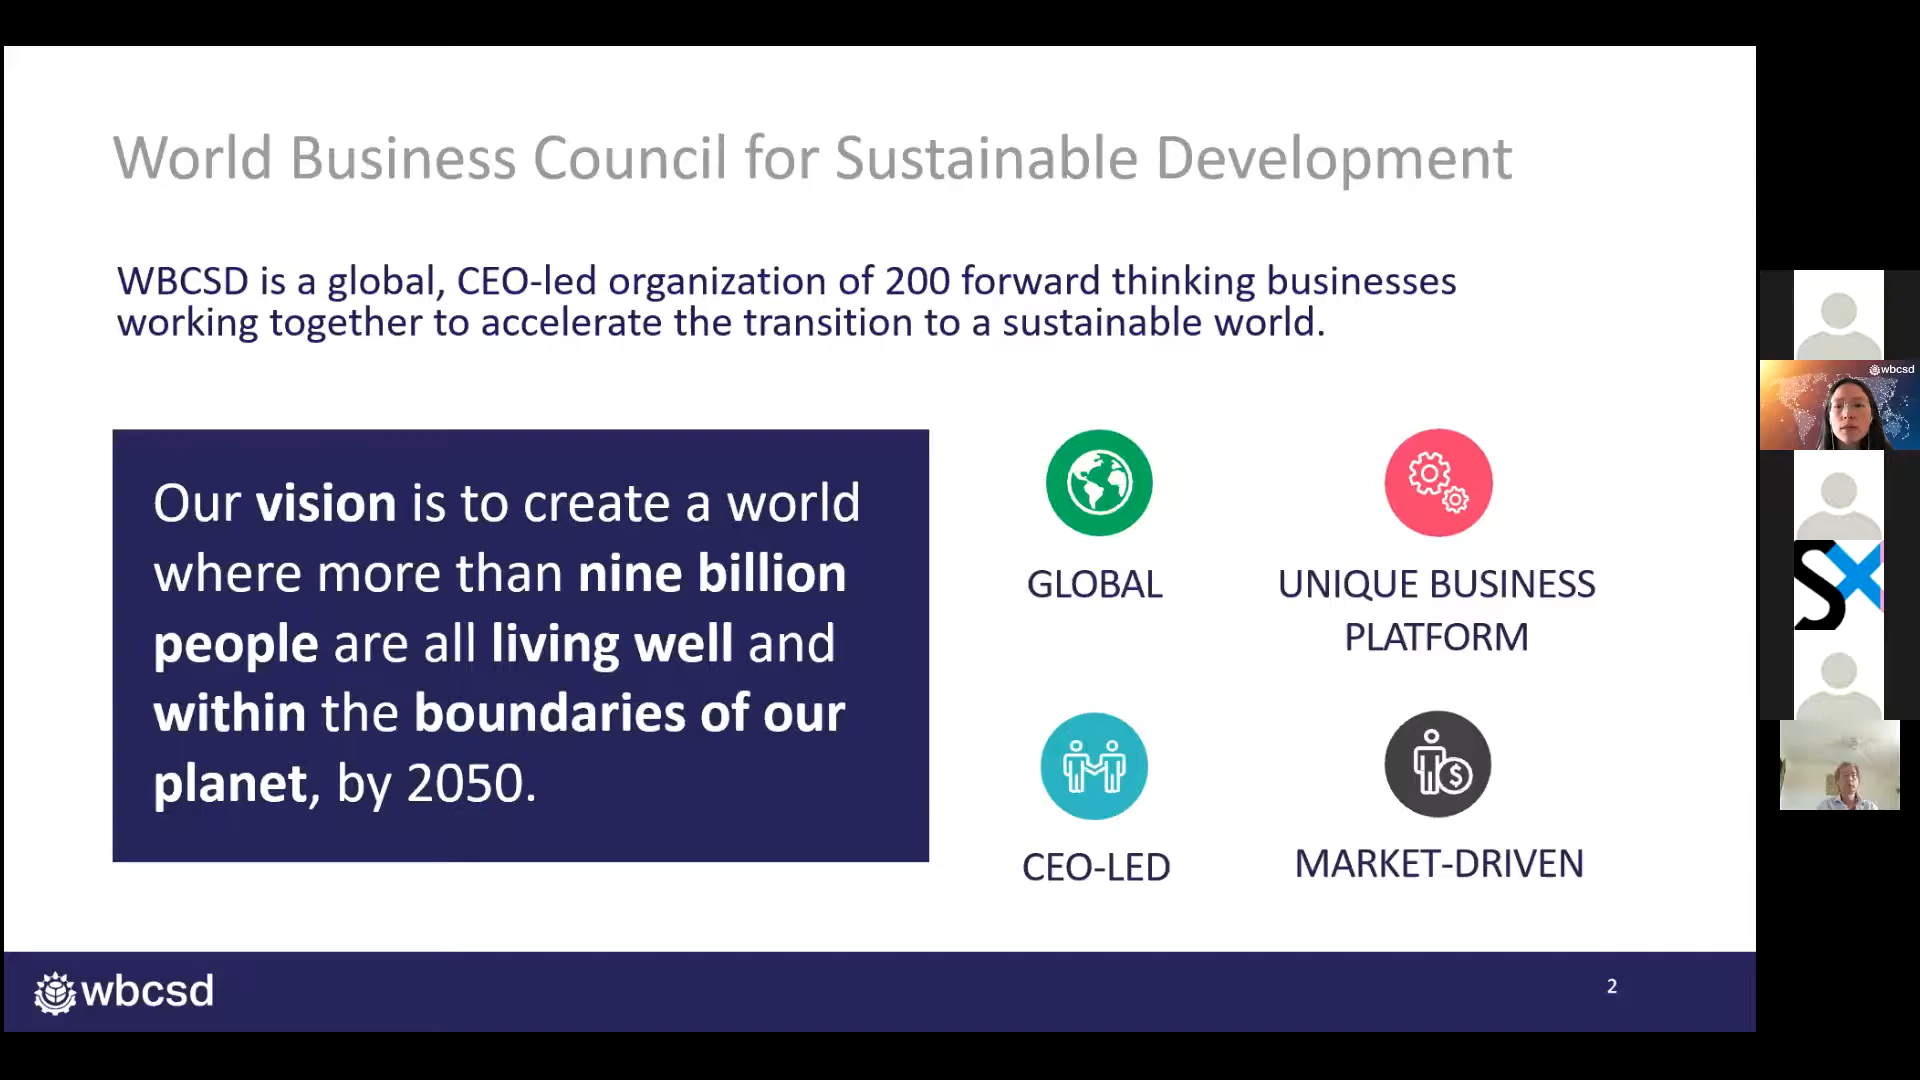 World Business Council for Sustainable Development
WBCSD is a global, CEO-led organization of 200 forward thinking businesses
working together to accelerate the transition to a sustainable world.
Our vision is to create a world
where more than nine billion
people are all living well and
within the boundaries of our
planet, by 2050.
GLOBAL
UNIQUE BUSINESS
PLATFORM
CEO-LED
MARKET-DRIVEN
wbcsd
2
wbcsd
SX